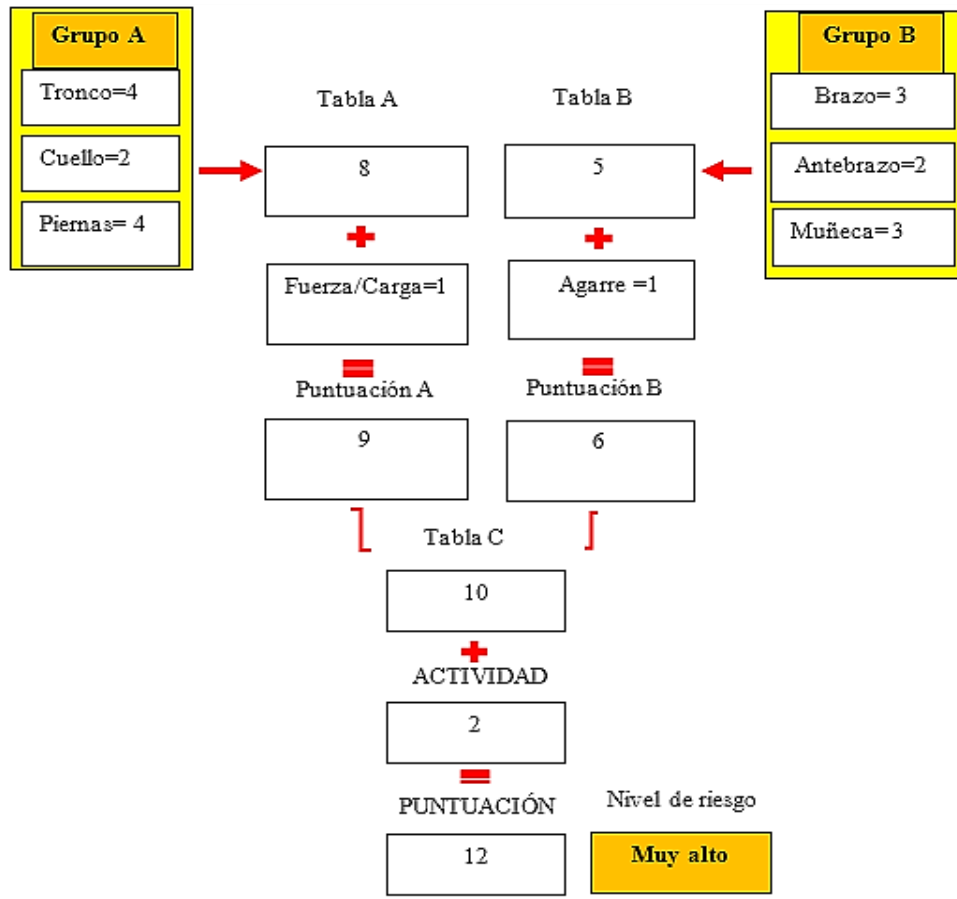 Grupo A
Tronco=4
Cuello=2
Piernas= 4
Grupo B
Brazo= 3
Antebrazo=2
Muñeca=3
Tabla A
Tabla B
8
5
Fuerza/Carga=1
Agarre =1
Puntuación A
Puntuación B
9
6
Tabla C
10
ACTIVIDAD
2
PUNTUACIÓN
12
Nivel de riesgo
Muy alto